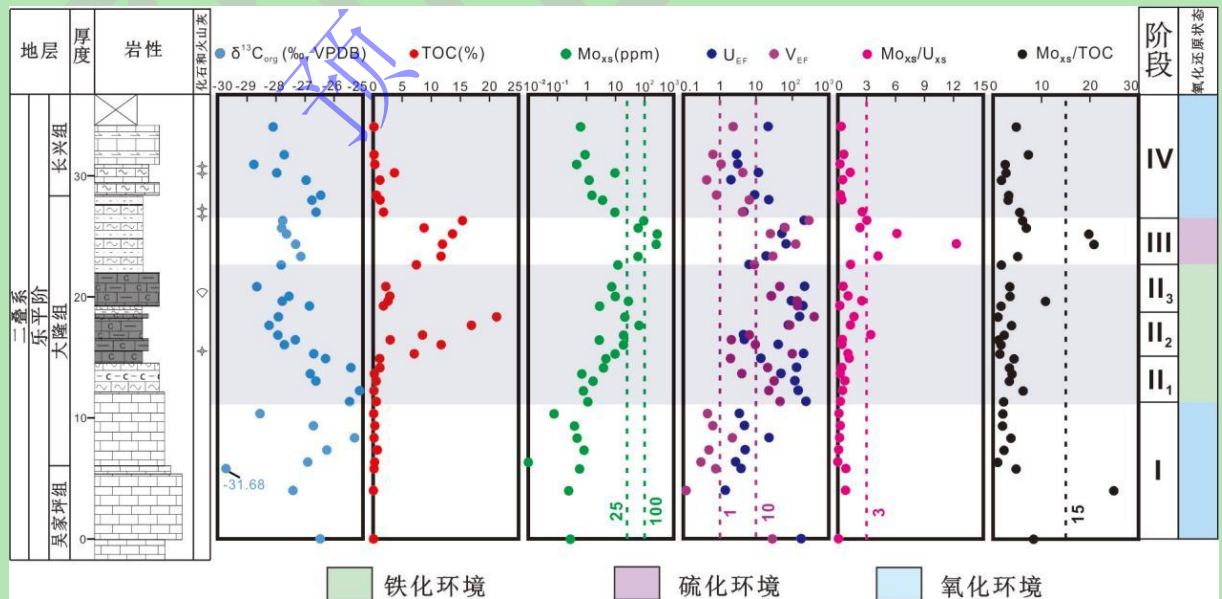 地层 厚度 岩性 化石和火山灰 δ¹³Corg (‰, VPDB) TOC(%) Moxs(ppm) UEF VEF Moxs/Uxs Moxs/TOC 阶段 氧化还原状态
-30 -29 -28 -27 -26 -25 0 5 10 15 20 25 10⁻² 10⁻¹ 1 10 10² 10³ 0.1 1 10 10² 10³ 0 3 6 9 12 15 0 10 20 30
顶
二叠系
乐平阶
长兴组
大隆组
吴家坪组
30
20
10
0
C
-31.68
25
100
1
10
3
15
IV
III
II₃
II₂
II₁
I
铁化环境 硫化环境 氧化环境